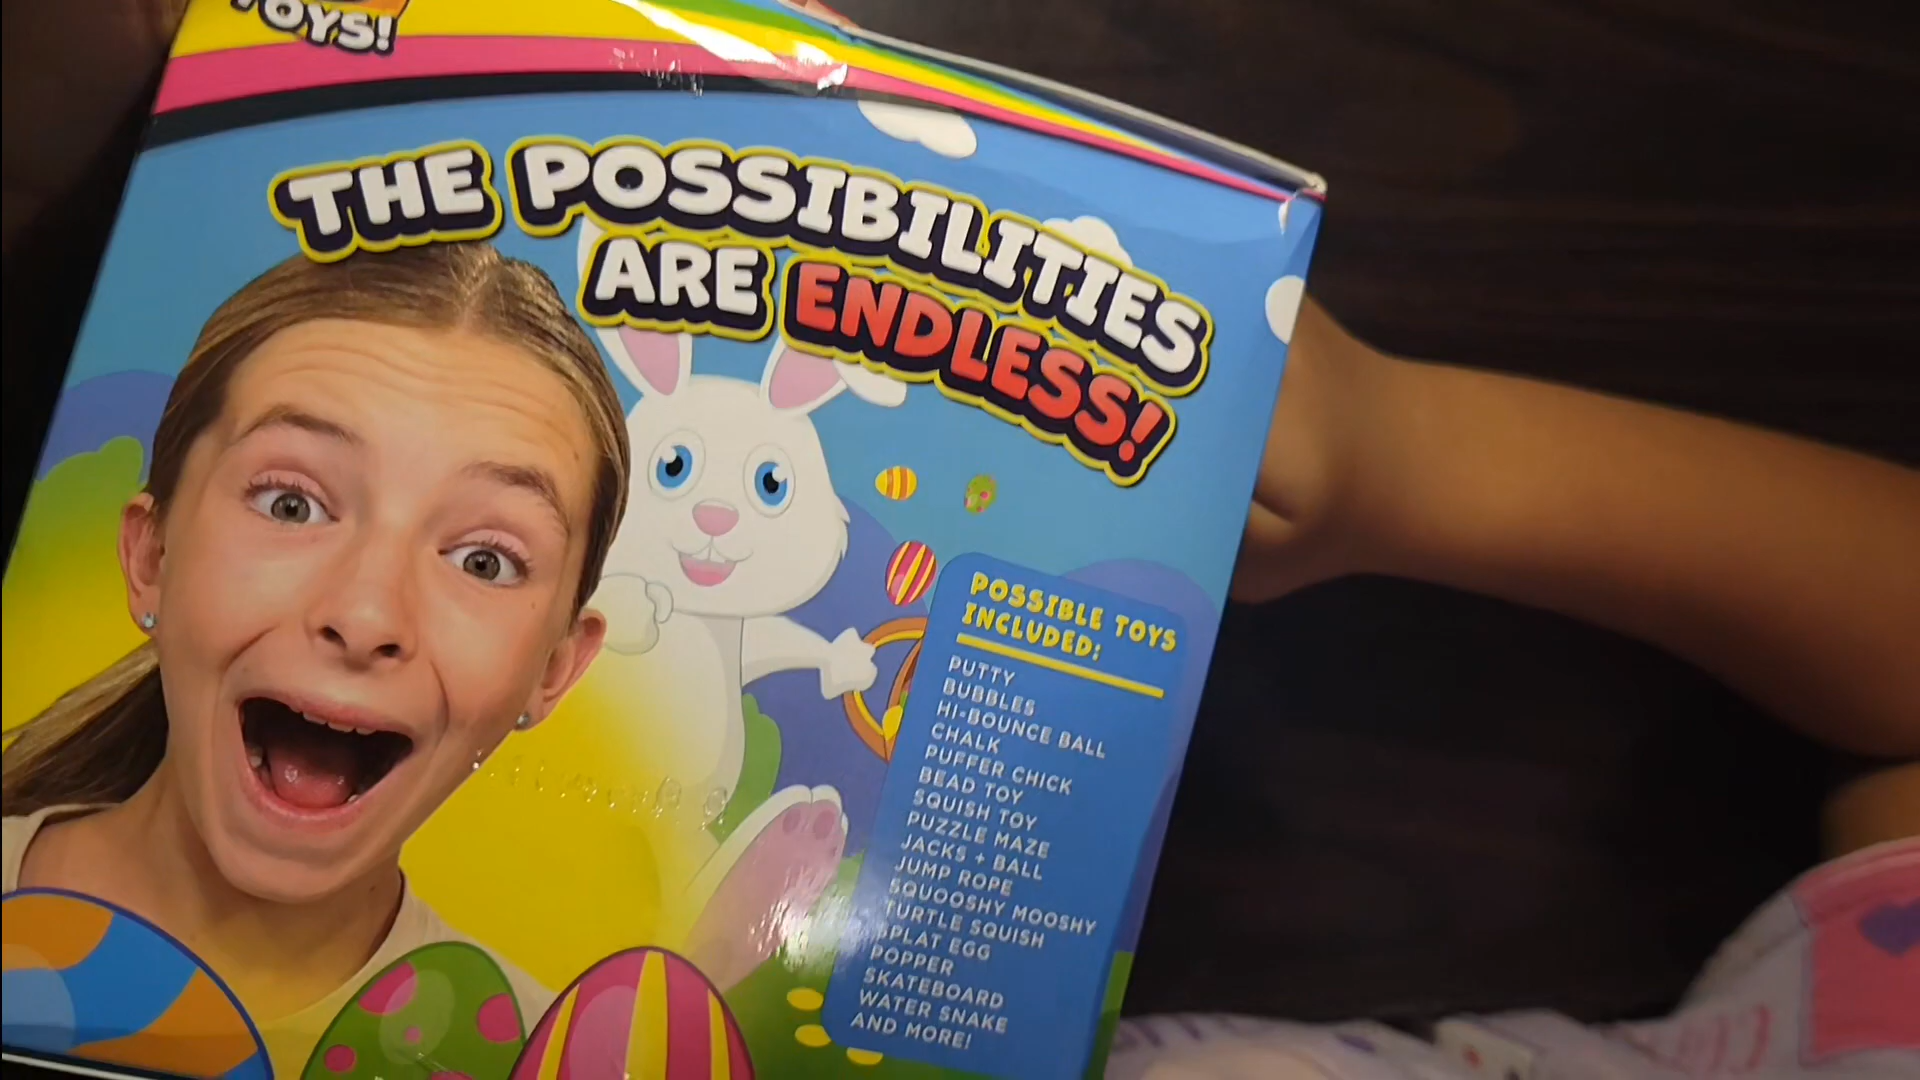 TOYS!
THE POSSIBILITIES
ARE ENDLESS!
POSSIBLE TOYS
INCLUDED:
PUTTY
BUBBLES
HI-BOUNCE BALL
CHALK
PUFFER CHICK
BEAD TOY
SQUISH TOY
PUZZLE MAZE
JACKS + BALL
JUMP ROPE
SQUOOSHY MOOSHY
TURTLE SQUISH
SPLAT EGG
POPPER
SKATEBOARD
WATER SNAKE
AND MORE!